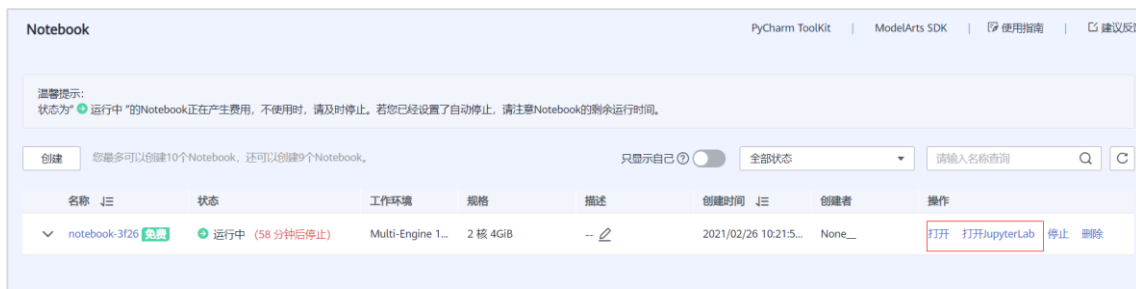 Notebook
PyCharm ToolKit | ModelArts SDK | 使用指南 | 建议反
温馨提示:
状态为“ 运行中 ”的Notebook正在产生费用，不使用时，请及时停止。若您已经设置了自动停止，请注意Notebook的剩余运行时间。
创建 您最多可以创建10个Notebook，还可以创建9个Notebook。 只显示自己 全部状态 请输入名称查询
名称 状态 工作环境 规格 描述 创建时间 创建者 操作
notebook-3f26 免费 运行中 (58 分钟后停止) Multi-Engine 1... 2 核 4GiB -- 2021/02/26 10:21:5... None__ 打开 打开JupyterLab 停止 删除